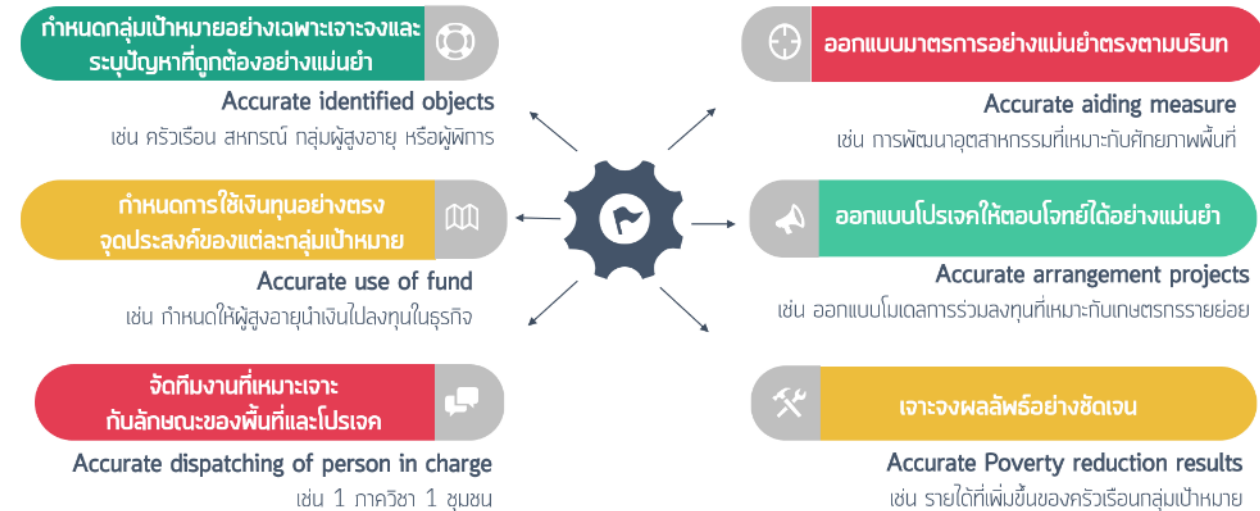 กำหนดกลุ่มเป้าหมายอย่างเฉพาะเจาะจงและ
ระบุปัญหาที่ถูกต้องอย่างแม่นยำ
Accurate identified objects
เช่น ครัวเรือน สหกรณ์ กลุ่มผู้สูงอายุ หรือผู้พิการ
กำหนดการใช้เงินทุนอย่างตรง
จุดประสงค์ของแต่ละกลุ่มเป้าหมาย
Accurate use of fund
เช่น กำหนดให้ผู้สูงอายุนำเงินไปลงทุนในธุรกิจ
จัดทีมงานที่เหมาะเจาะ
กับลักษณะของพื้นที่และโปรเจค
Accurate dispatching of person in charge
เช่น 1 ภาควิชา 1 ชุมชน
ออกแบบมาตรการอย่างแม่นยำตรงตามบริบท
Accurate aiding measure
เช่น การพัฒนาอุตสาหกรรมที่เหมาะกับศักยภาพพื้นที่
ออกแบบโปรเจคให้ตอบโจทย์ได้อย่างแม่นยำ
Accurate arrangement projects
เช่น ออกแบบโมเดลการร่วมลงทุนที่เหมาะกับเกษตรกรรายย่อย
เจาะจงผลลัพธ์อย่างชัดเจน
Accurate Poverty reduction results
เช่น รายได้ที่เพิ่มขึ้นของครัวเรือนกลุ่มเป้าหมาย